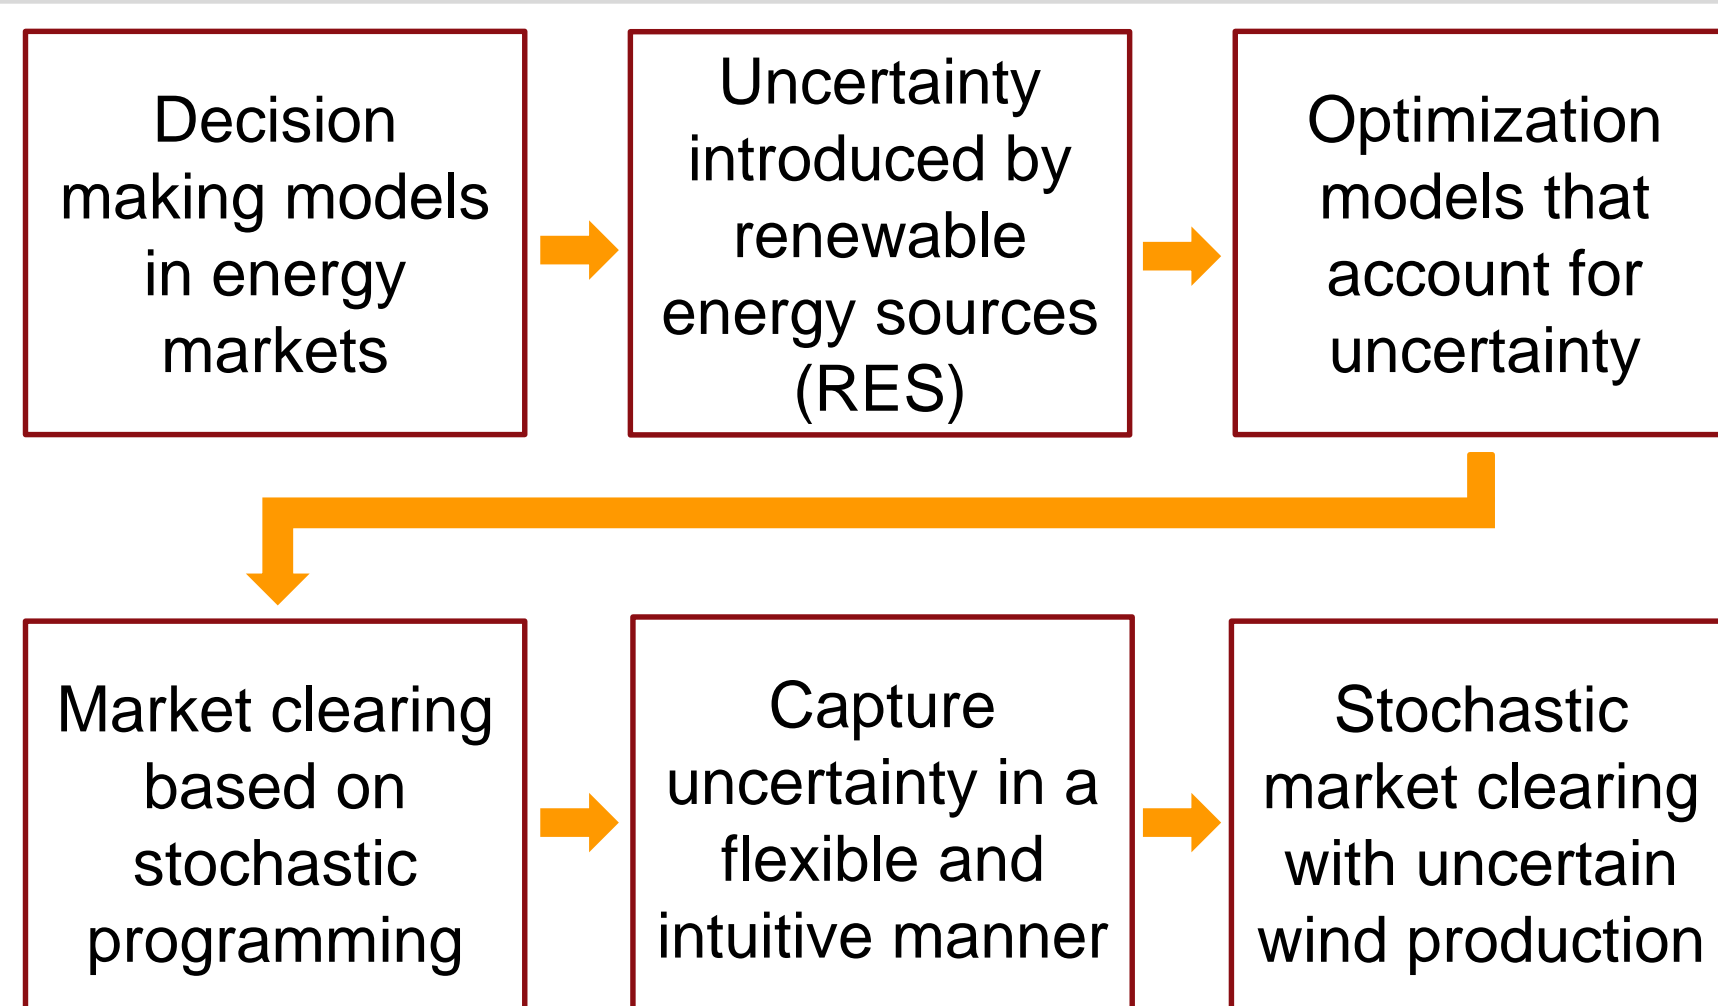 Decision
making models
in energy
markets
Uncertainty
introduced by
renewable
energy sources
(RES)
Optimization
models that
account for
uncertainty
Market clearing
based on
stochastic
programming
Capture
uncertainty in a
flexible and
intuitive manner
Stochastic
market clearing
with uncertain
wind production